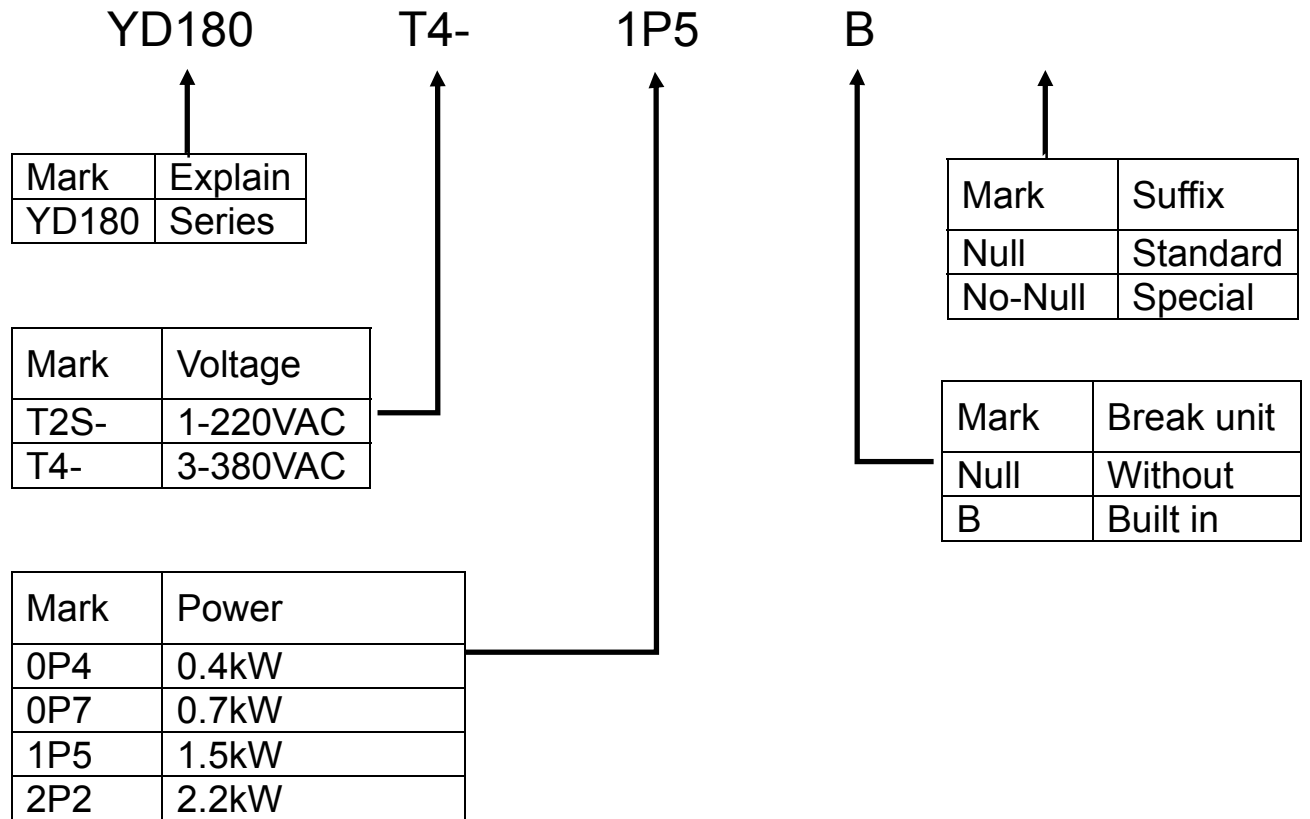 YD180 T4- 1P5 B
Mark Explain
YD180 Series
Mark Voltage
T2S- 1-220VAC
T4- 3-380VAC
Mark Power
0P4 0.4kW
0P7 0.7kW
1P5 1.5kW
2P2 2.2kW
Mark Suffix
Null Standard
No-Null Special
Mark Break unit
Null Without
B Built in